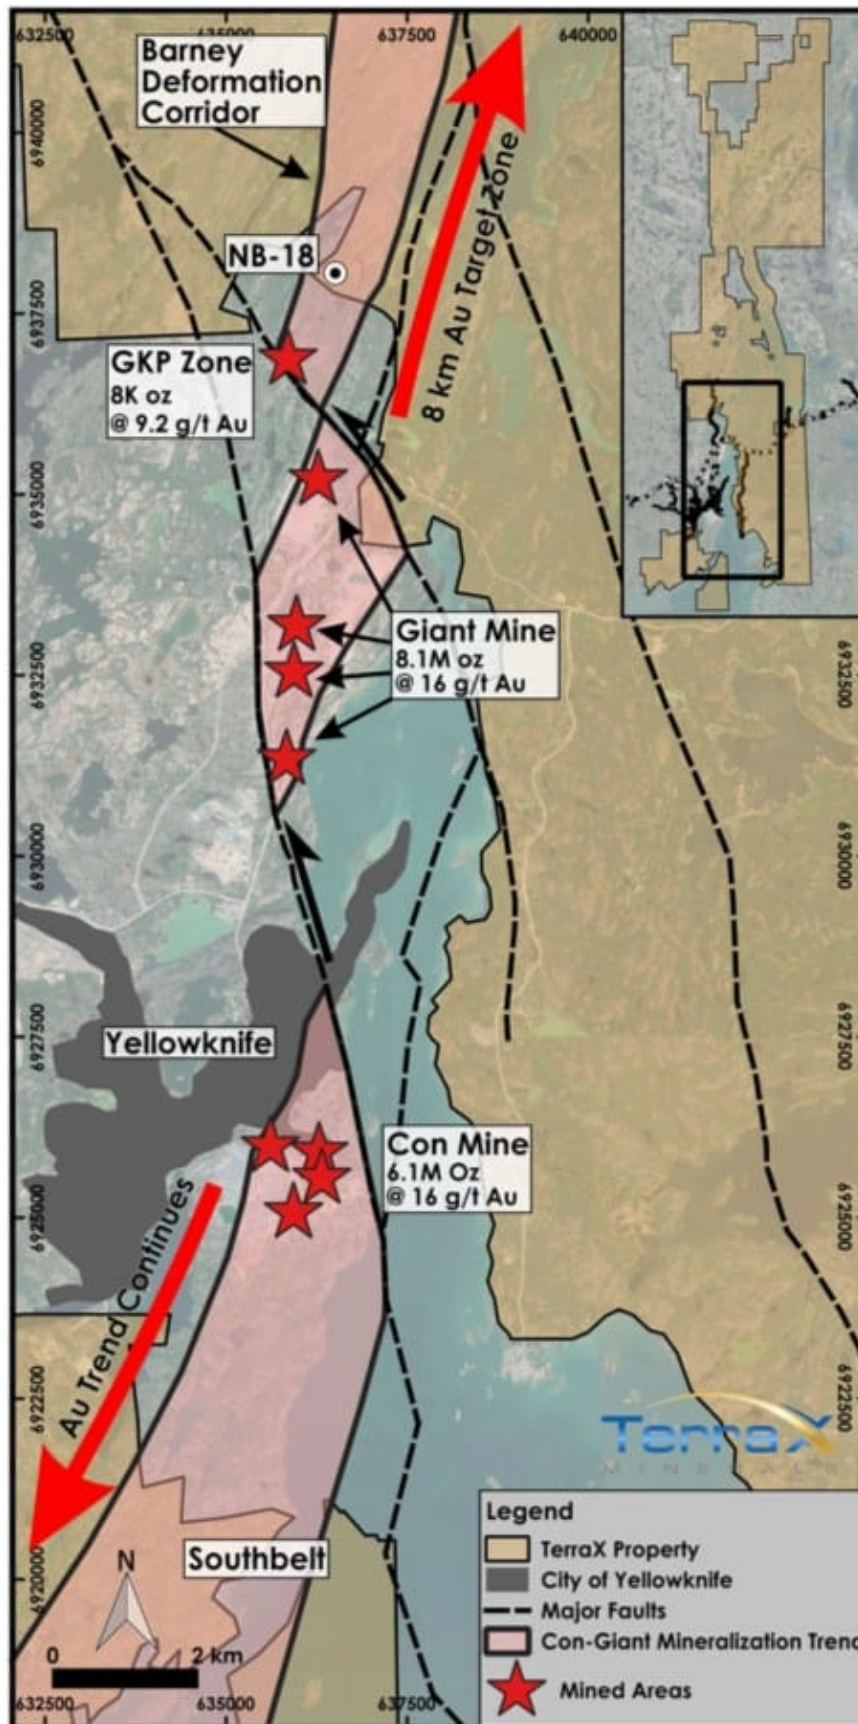 632500
635000
637500
640000
Barney
Deformation
Corridor
6940000
8 km Au Target zone
NB-18
6937500
GKP Zone
8K oz
@ 9.2 g/t Au
6935000
Giant Mine
8.1M oz
@ 16 g/t Au
6932500
6932500
6930000
6930000
Yellowknife
6927500
6927500
Con Mine
6.1M Oz
@ 16 g/t Au
6925000
6925000
Au Trend Continues
6922500
6922500
TerraX
MINERALS
Southbelt
6920000
N
0 2 km
632500
635000
637500
Legend
TerraX Property
City of Yellowknife
Major Faults
Con-Giant Mineralization Trend
Mined Areas